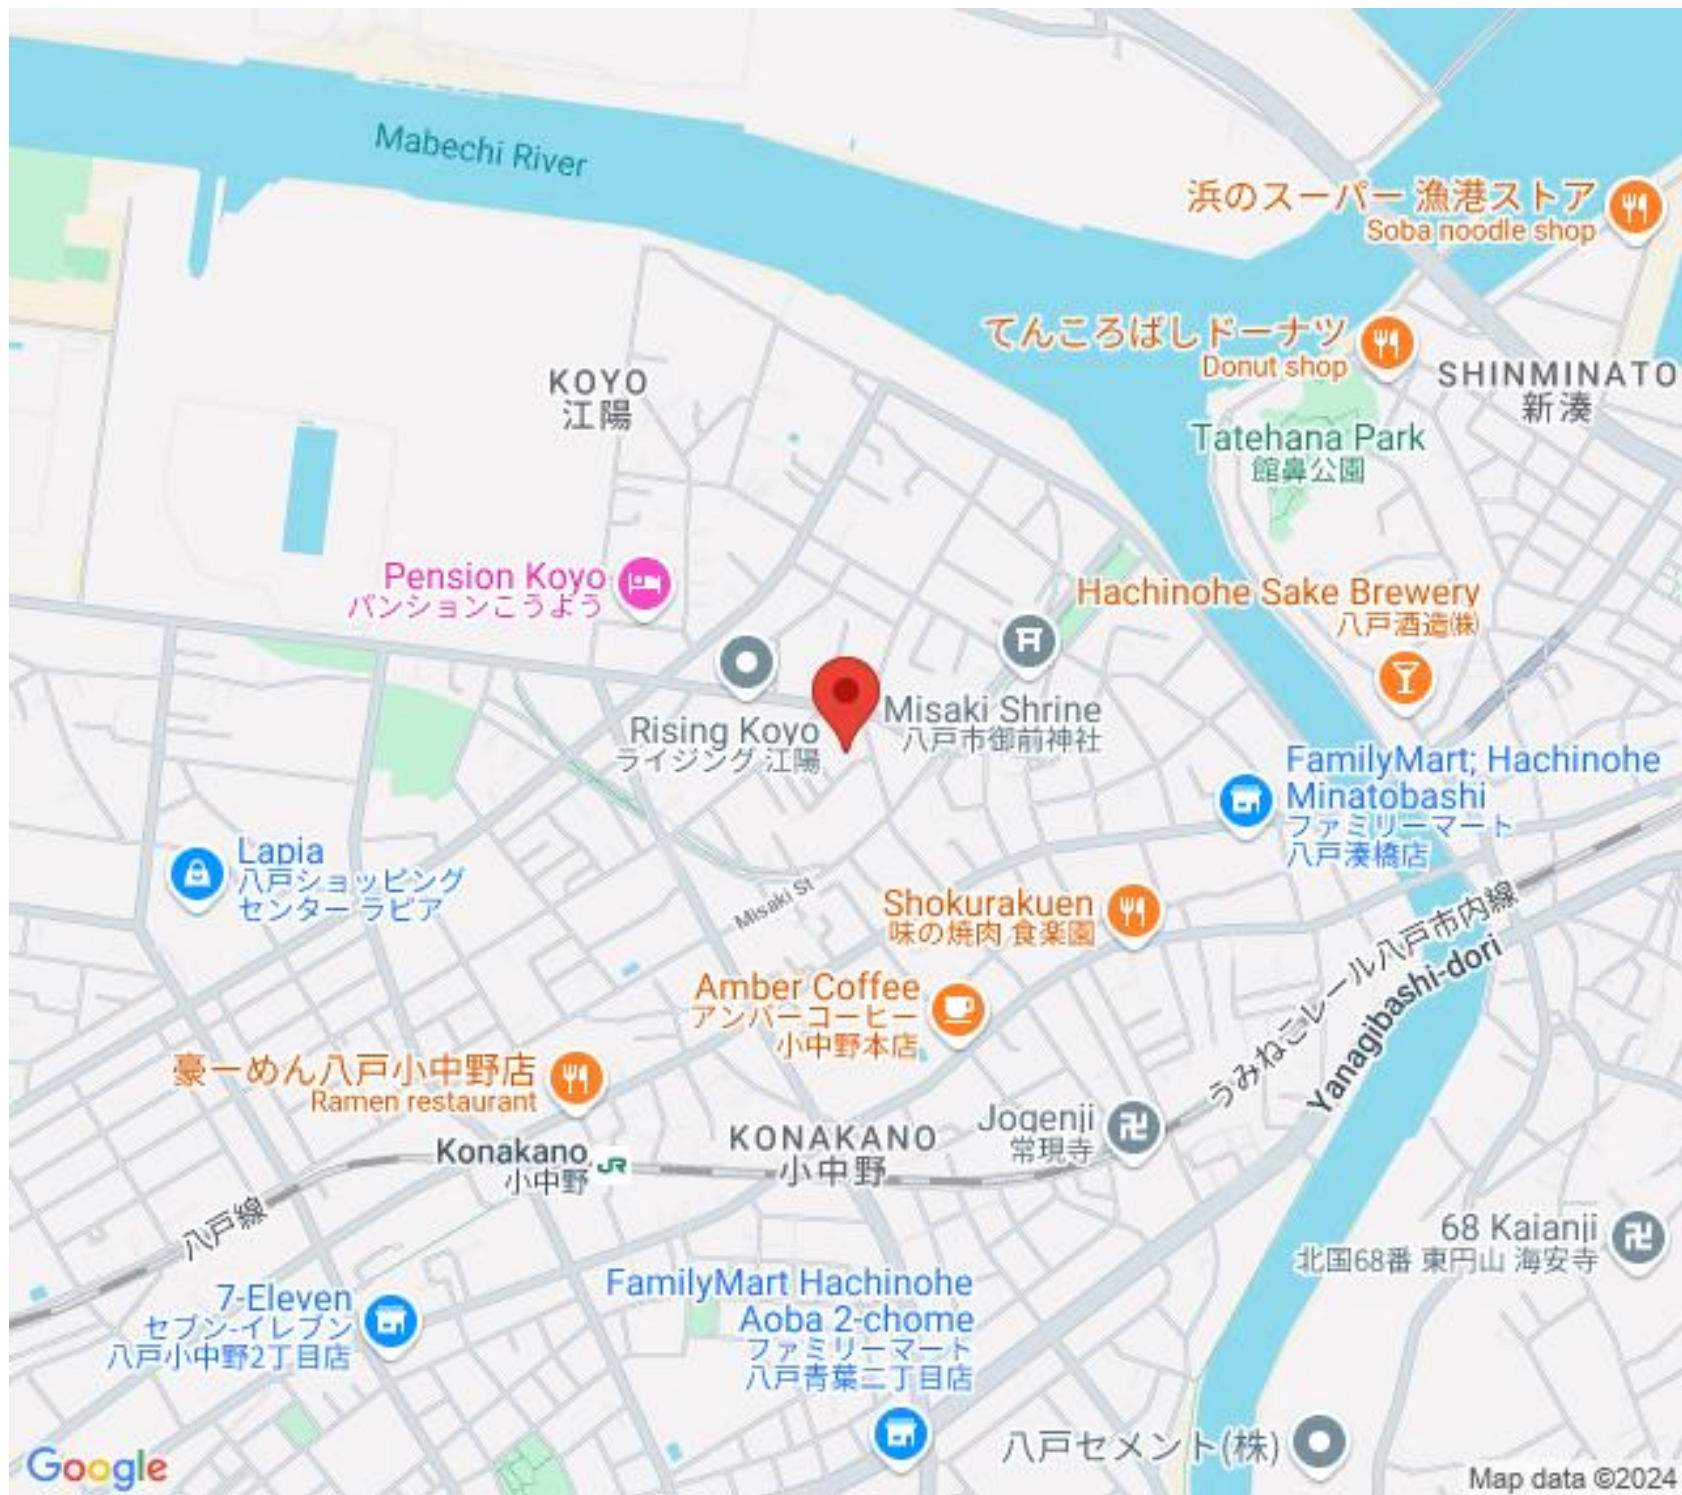 Mabechi River
浜のスーパー 漁港ストア
Soba noodle shop
てんころばしドーナツ
Donut shop
KOYO
江陽
SHINMINATO
新湊
Tatehana Park
館鼻公園
Pension Koyo
パンションこうよう
Hachinohe Sake Brewery
八戸酒造㈱
Rising Koyo
ライジング 江陽
Misaki Shrine
八戸市御前神社
FamilyMart; Hachinohe
Minatobashi
ファミリーマート
八戸湊橋店
Lapia
八戸ショッピング
センター ラピア
Misaki St
Shokurakuen
味の焼肉 食楽園
うみねこレール八戸市内線
Yanagibashi-dori
Amber Coffee
アンバーコーヒー
小中野本店
豪ーめん八戸小中野店
Ramen restaurant
Jogenji
常現寺
KONAKANO
小中野
Konakano
小中野
JR
八戸線
68 Kaianji
北国68番 東円山 海安寺
7-Eleven
セブン-イレブン
八戸小中野2丁目店
FamilyMart Hachinohe
Aoba 2-chome
ファミリーマート
八戸青葉二丁目店
八戸セメント(株)
Google
Map data ©2024